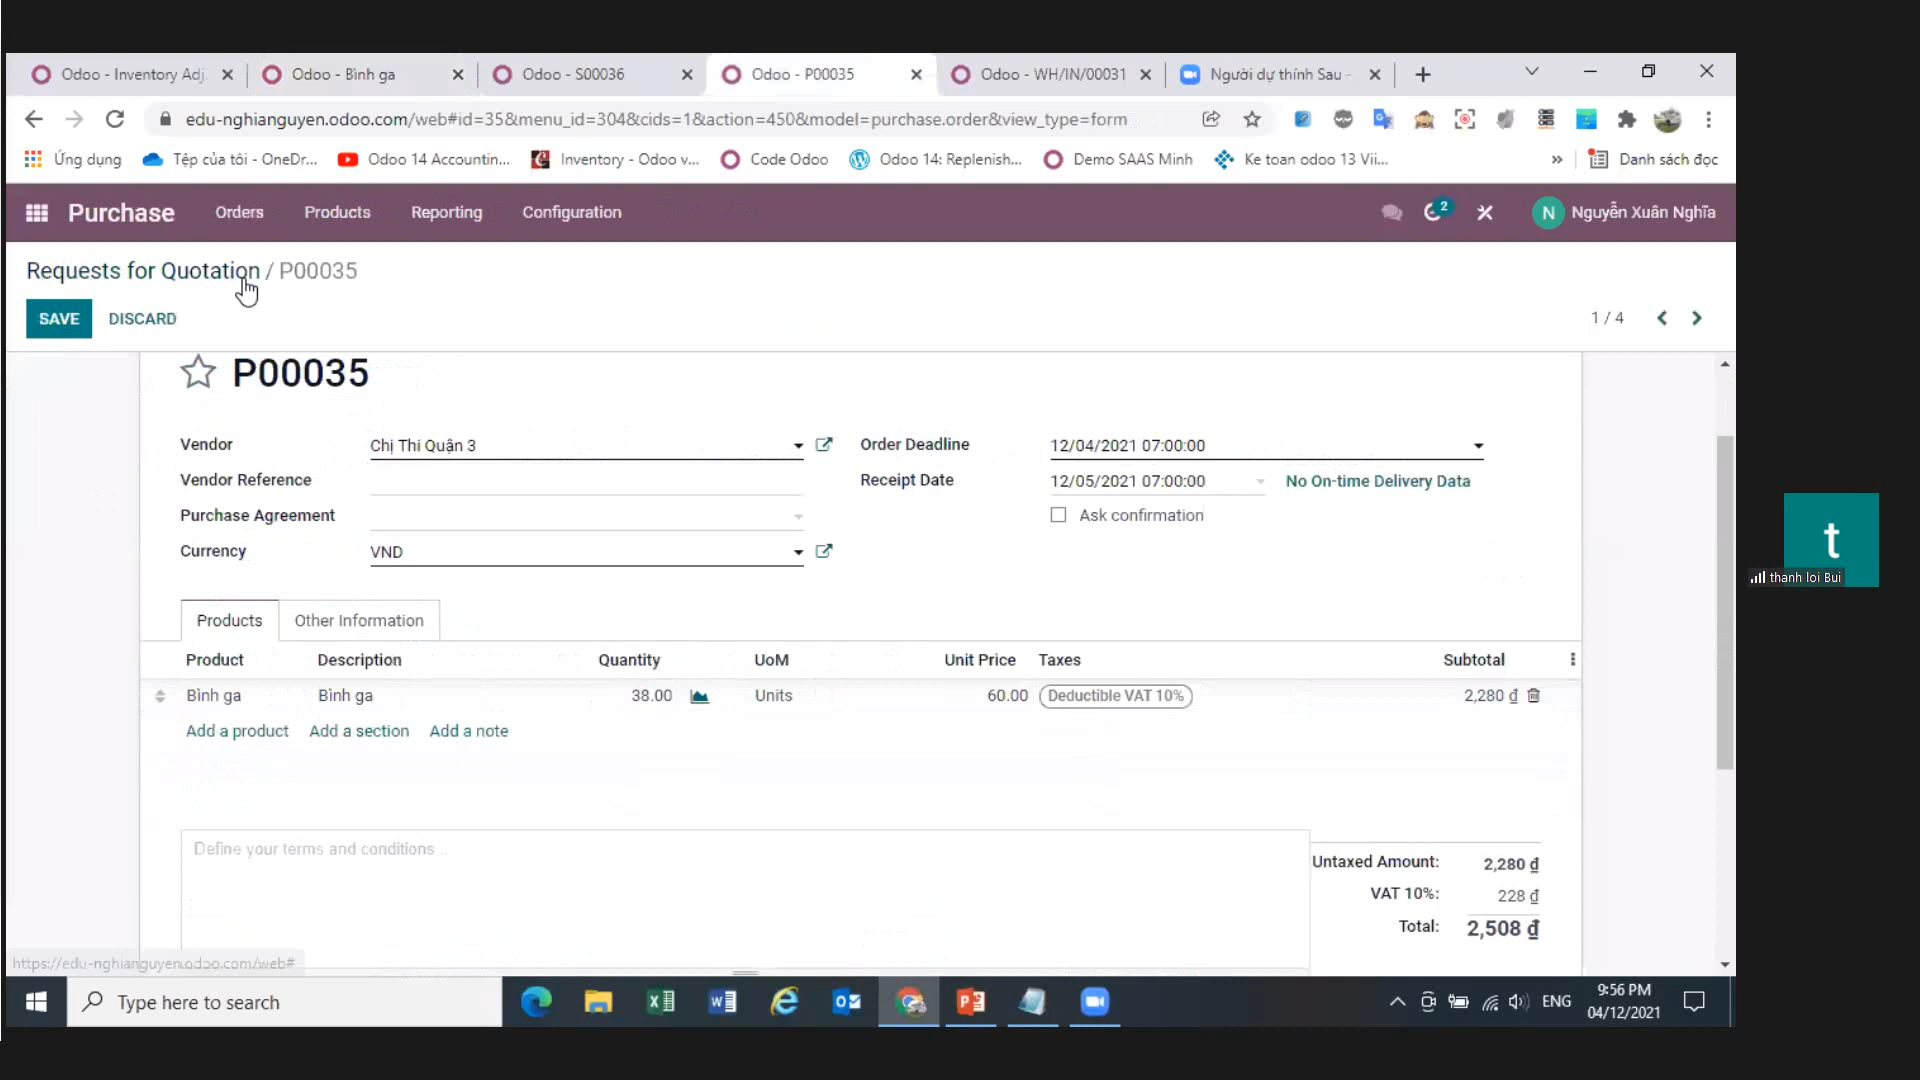 Odoo - Inventory Adj
Odoo - Bình ga
Odoo - S00036
Odoo - P00035
Odoo - WH/IN/00031
Người dự thính Sau -
edu-nghianguyen.odoo.com/web#id=35&menu_id=304&cids=1&action=450&model=purchase.order&view_type=form
Ứng dụng
Tệp của tôi - OneDr...
Odoo 14 Accountin...
Inventory - Odoo v...
Code Odoo
Odoo 14: Replenish...
Demo SAAS Minh
Ke toan odoo 13 Vii...
»
Danh sách đọc
Purchase
Orders
Products
Reporting
Configuration
2
N
Nguyễn Xuân Nghĩa
Requests for Quotation / P00035
SAVE
DISCARD
1 / 4
P00035
Vendor
Chị Thi Quận 3
Order Deadline
12/04/2021 07:00:00
Vendor Reference
Receipt Date
12/05/2021 07:00:00
No On-time Delivery Data
Purchase Agreement
Ask confirmation
Currency
VND
Products
Other Information
Product
Description
Quantity
UoM
Unit Price
Taxes
Subtotal
Bình ga
Bình ga
38.00
Units
60.00
Deductible VAT 10%
2,280 ₫
Add a product
Add a section
Add a note
Define your terms and conditions ..
Untaxed Amount:
2,280 ₫
VAT 10%:
228 ₫
Total:
2,508 ₫
https://edu-nghianguyen.odoo.com/web#
Type here to search
ENG
9:56 PM
04/12/2021
t
thanh loi Bui